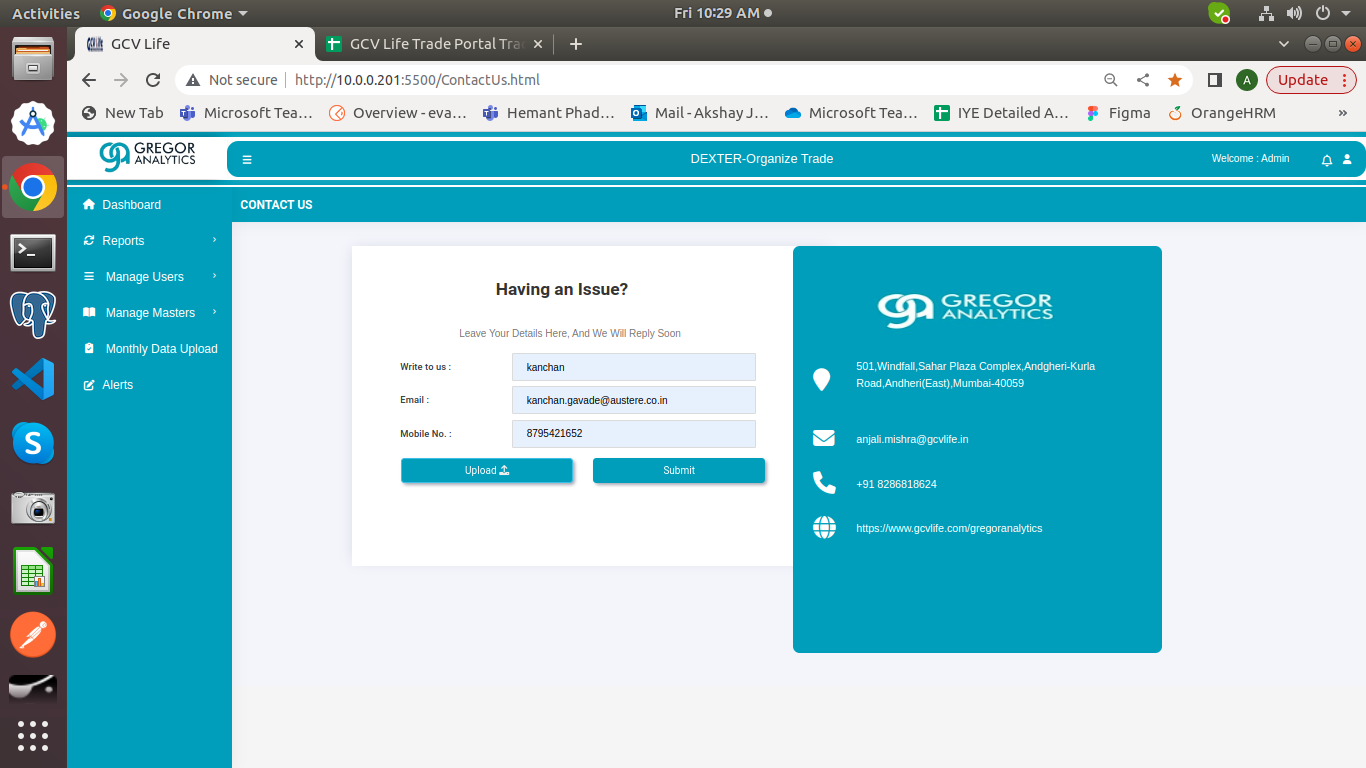 Activities
Google Chrome
Fri 10:29 AM
GCV Life
GCV Life Trade Portal Tra
Not secure
http://10.0.0.201:5500/ContactUs.html
A
Update
New Tab
Microsoft Tea...
Overview - eva...
Hemant Phad...
Mail - Akshay J...
Microsoft Tea...
IYE Detailed A...
Figma
OrangeHRM
»
GREGOR
ANALYTICS
DEXTER-Organize Trade
Welcome : Admin
Dashboard
Reports
Manage Users
Manage Masters
Monthly Data Upload
Alerts
CONTACT US
Having an Issue?
Leave Your Details Here, And We Will Reply Soon
Write to us :
kanchan
Email :
kanchan.gavade@austere.co.in
Mobile No. :
8795421652
Upload
Submit
GREGOR
ANALYTICS
501,Windfall,Sahar Plaza Complex,Andgheri-Kurla
Road,Andheri(East),Mumbai-40059
anjali.mishra@gcvlife.in
+91 8286818624
https://www.gcvlife.com/gregoranalytics